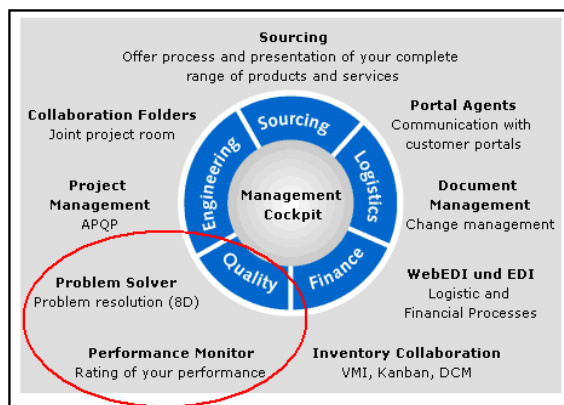 Sourcing
Offer process and presentation of your complete
range of products and services
Collaboration Folders
Joint project room
Portal Agents
Communication with
customer portals
Project
Management
APQP
Document
Management
Change management
Sourcing
Engineering
Logistics
Management
Cockpit
Quality
Finance
Problem Solver
Problem resolution (8D)
WebEDI und EDI
Logistic and
Financial Processes
Performance Monitor
Rating of your performance
Inventory Collaboration
VMI, Kanban, DCM